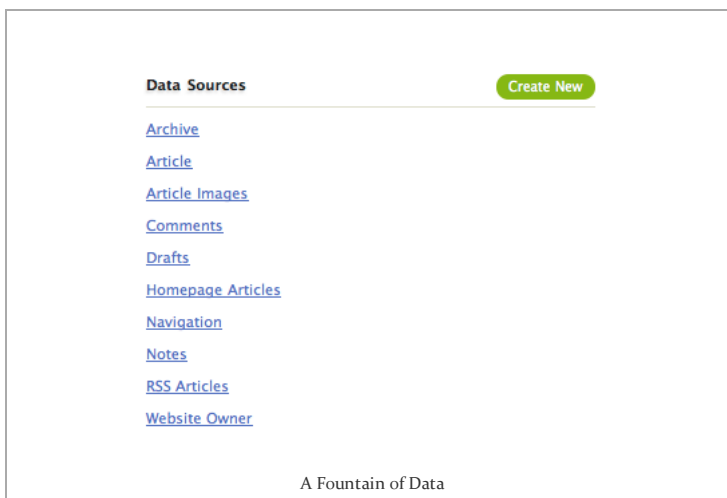 Data Sources
Create New
Archive
Article
Article Images
Comments
Drafts
Homepage Articles
Navigation
Notes
RSS Articles
Website Owner
A Fountain of Data